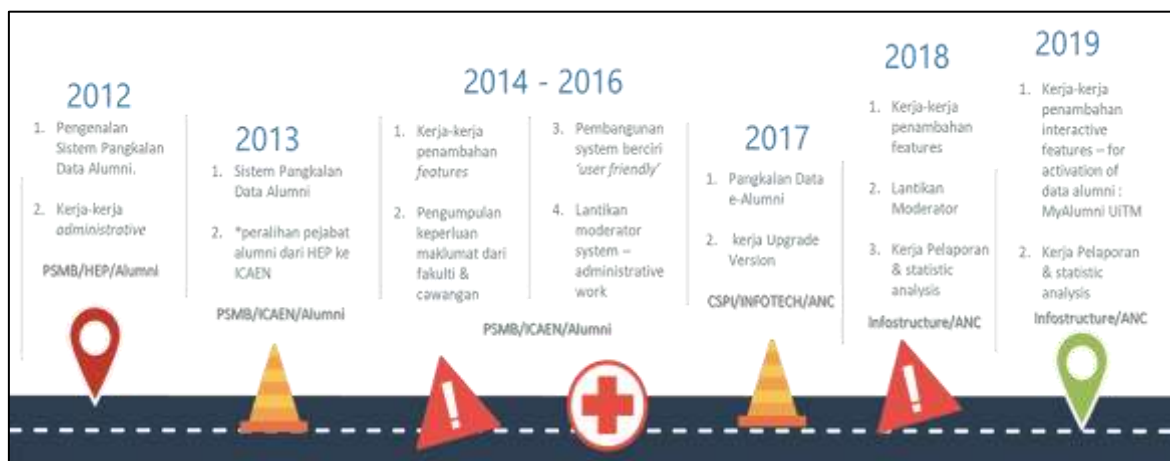 2012
1. Pengenalan
Sistem Pangkalan
Data Alumni.
2. Kerja-kerja
administrative
PSMB/HEP/Alumni
2013
1. Sistem Pangkalan
Data Alumni
2. *peralihan pejabat
alumni dari HEP ke
ICAEN
PSMB/ICAEN/Alumni
2014 - 2016
1. Kerja-kerja
penambahan
features
2. Pengumpulan
keperluan
maklumat dari
fakulti &
cawangan
3. Pembangunan
system berciri
'user friendly'
4. Lantikan
moderator
system –
administrative
work
PSMB/ICAEN/Alumni
2017
1. Pangkalan Data
e-Alumni
2. kerja Upgrade
Version
CSPI/INFOTECH/ANC
2018
1. Kerja-kerja
penambahan
features
2. Lantikan
Moderator
3. Kerja Pelaporan
& statistic
analysis
Infostructure/ANC
2019
1. Kerja-kerja
penambahan
interactive
features – for
activation of
data alumni :
MyAlumni UiTM
2. Kerja Pelaporan
& statistic
analysis
Infostructure/ANC